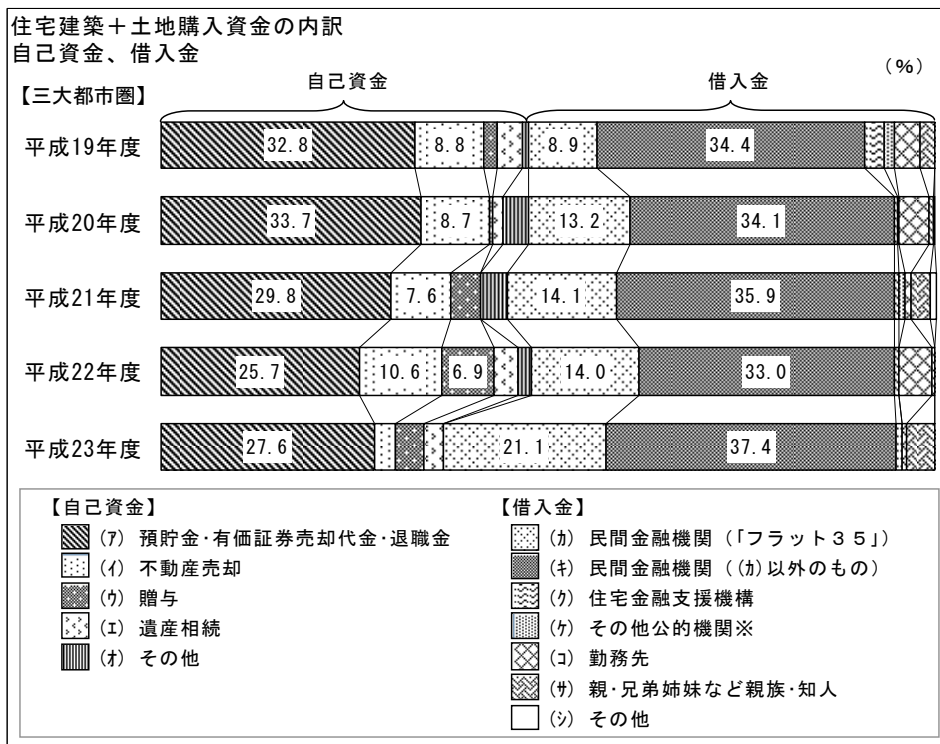 住宅建築+土地購入資金の内訳
自己資金、借入金
(%)
自己資金 借入金
【三大都市圏】
平成19年度 32.8 8.8 8.9 34.4
平成20年度 33.7 8.7 13.2 34.1
平成21年度 29.8 7.6 14.1 35.9
平成22年度 25.7 10.6 6.9 14.0 33.0
平成23年度 27.6 21.1 37.4
【自己資金】
(ア) 預貯金・有価証券売却代金・退職金
(イ) 不動産売却
(ウ) 贈与
(エ) 遺産相続
(オ) その他
【借入金】
(カ) 民間金融機関(「フラット35」)
(キ) 民間金融機関((カ)以外のもの)
(ク) 住宅金融支援機構
(ケ) その他公的機関※
(コ) 勤務先
(サ) 親・兄弟姉妹など親族・知人
(シ) その他